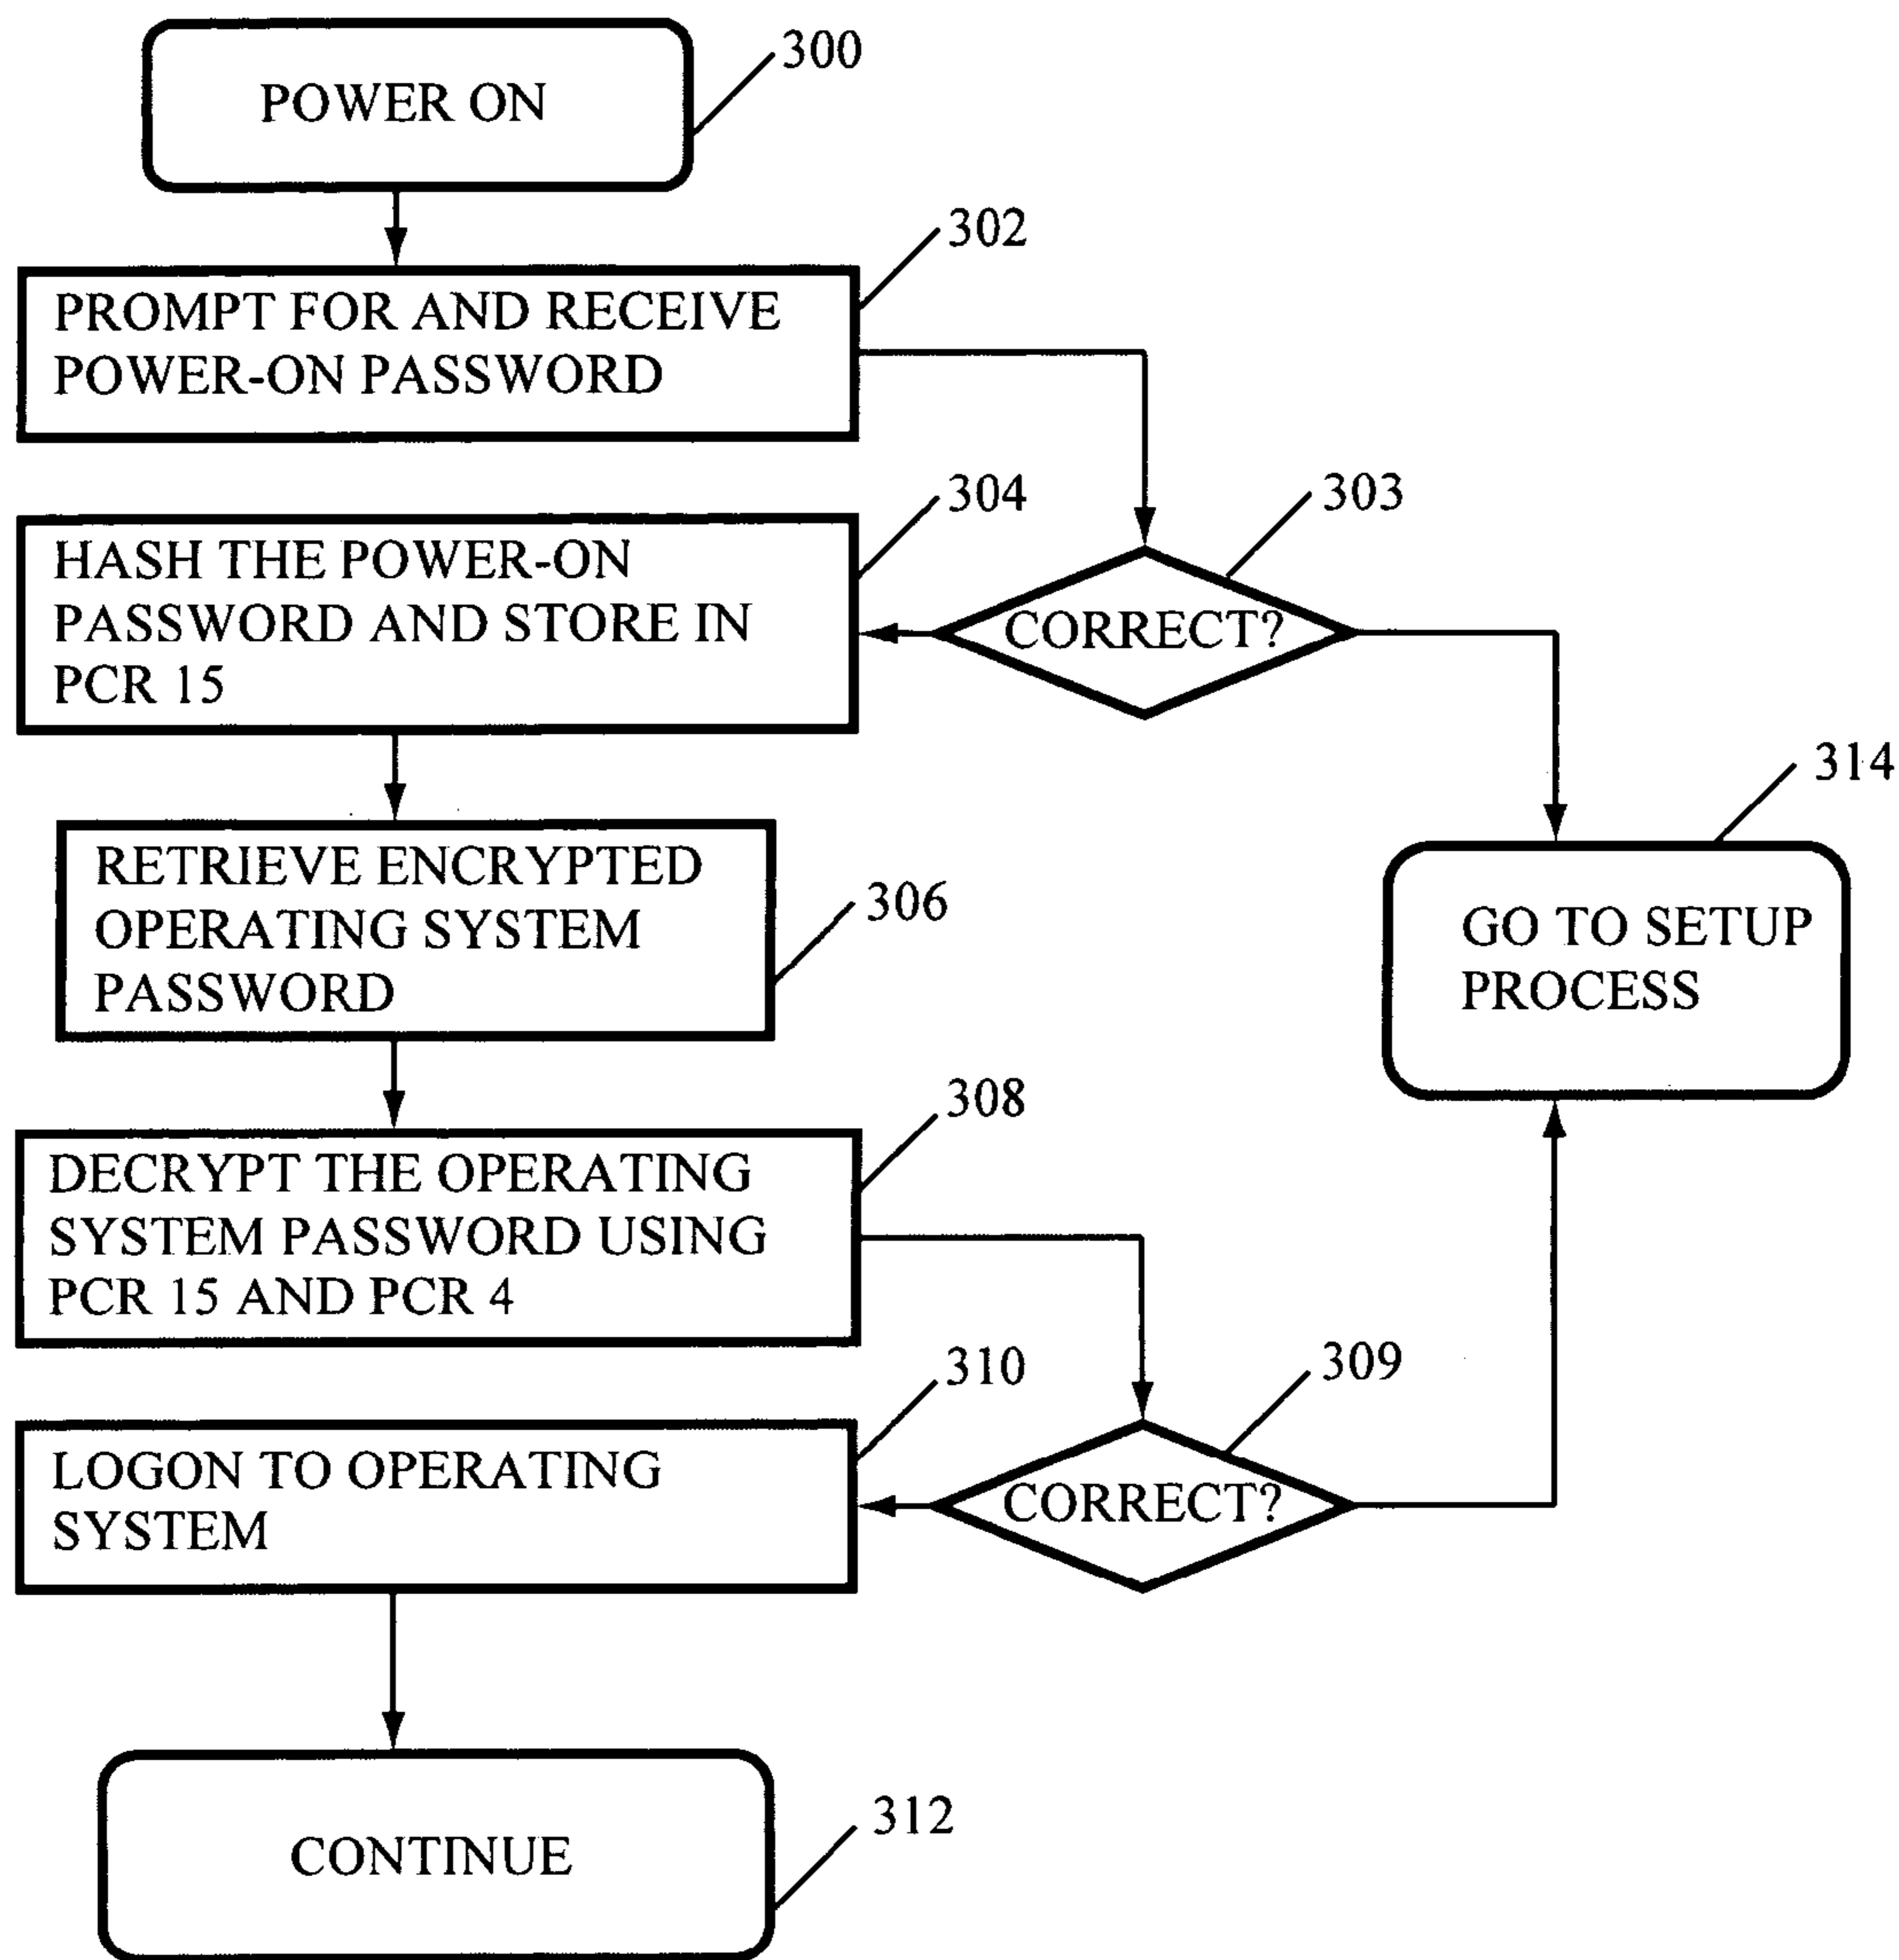 POWER ON
300
302
PROMPT FOR AND RECEIVE
POWER-ON PASSWORD
304
303
HASH THE POWER-ON
PASSWORD AND STORE IN
PCR 15
CORRECT?
314
RETRIEVE ENCRYPTED
OPERATING SYSTEM
PASSWORD
306
GO TO SETUP
PROCESS
308
DECRYPT THE OPERATING
SYSTEM PASSWORD USING
PCR 15 AND PCR 4
310
309
LOGON TO OPERATING
SYSTEM
CORRECT?
CONTINUE
312